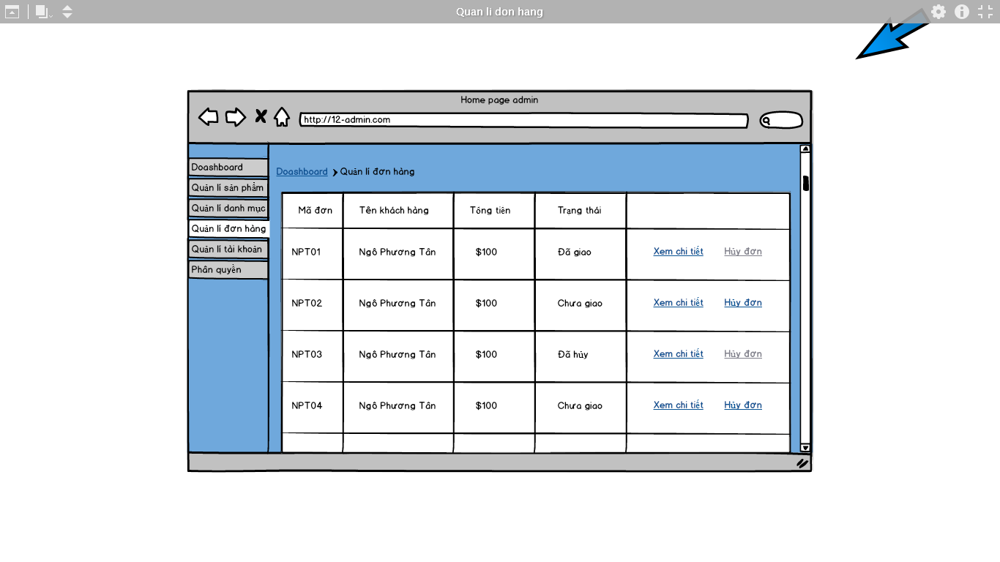 Quan li don hang
Home page admin
http://12-admin.com
Doashboard
Quản lí sản phẩm
Quản lí danh mục
Quản lí đơn hàng
Quản lí tài khoản
Phân quyền
Doashboard Quản lí đơn hàng
Mã đơn Tên khách hàng Tổng tiền Trạng thái
NPT01 Ngô Phương Tân $100 Đã giao Xem chi tiết Hủy đơn
NPT02 Ngô Phương Tân $100 Chưa giao Xem chi tiết Hủy đơn
NPT03 Ngô Phương Tân $100 Đã hủy Xem chi tiết Hủy đơn
NPT04 Ngô Phương Tân $100 Chưa giao Xem chi tiết Hủy đơn